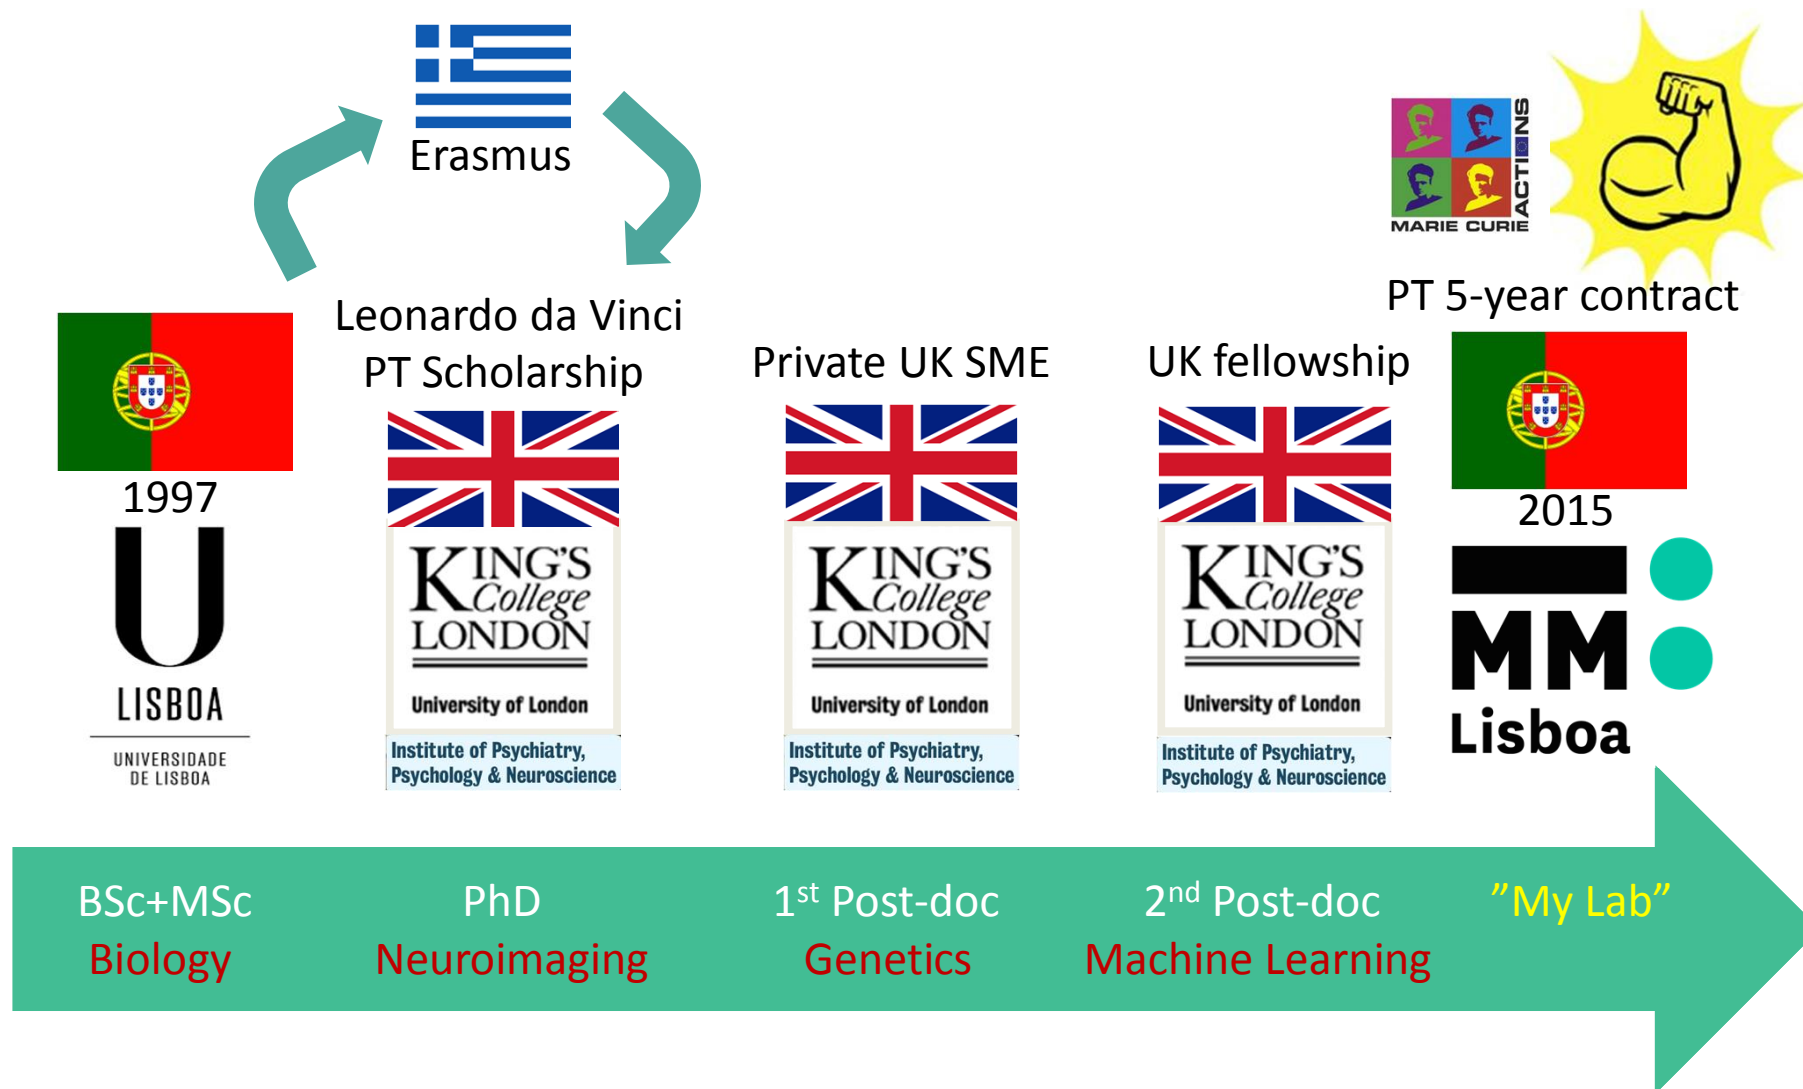 Erasmus
MARIE CURIE
ACTIONS
PT 5-year contract
Leonardo da Vinci
PT Scholarship
Private UK SME
UK fellowship
1997
2015
U
LISBOA
UNIVERSIDADE
DE LISBOA
KING'S
College
LONDON
University of London
Institute of Psychiatry,
Psychology & Neuroscience
KING'S
College
LONDON
University of London
Institute of Psychiatry,
Psychology & Neuroscience
KING'S
College
LONDON
University of London
Institute of Psychiatry,
Psychology & Neuroscience
MM
Lisboa
BSc+MSc
Biology
PhD
Neuroimaging
1st Post-doc
Genetics
2nd Post-doc
Machine Learning
”My Lab”